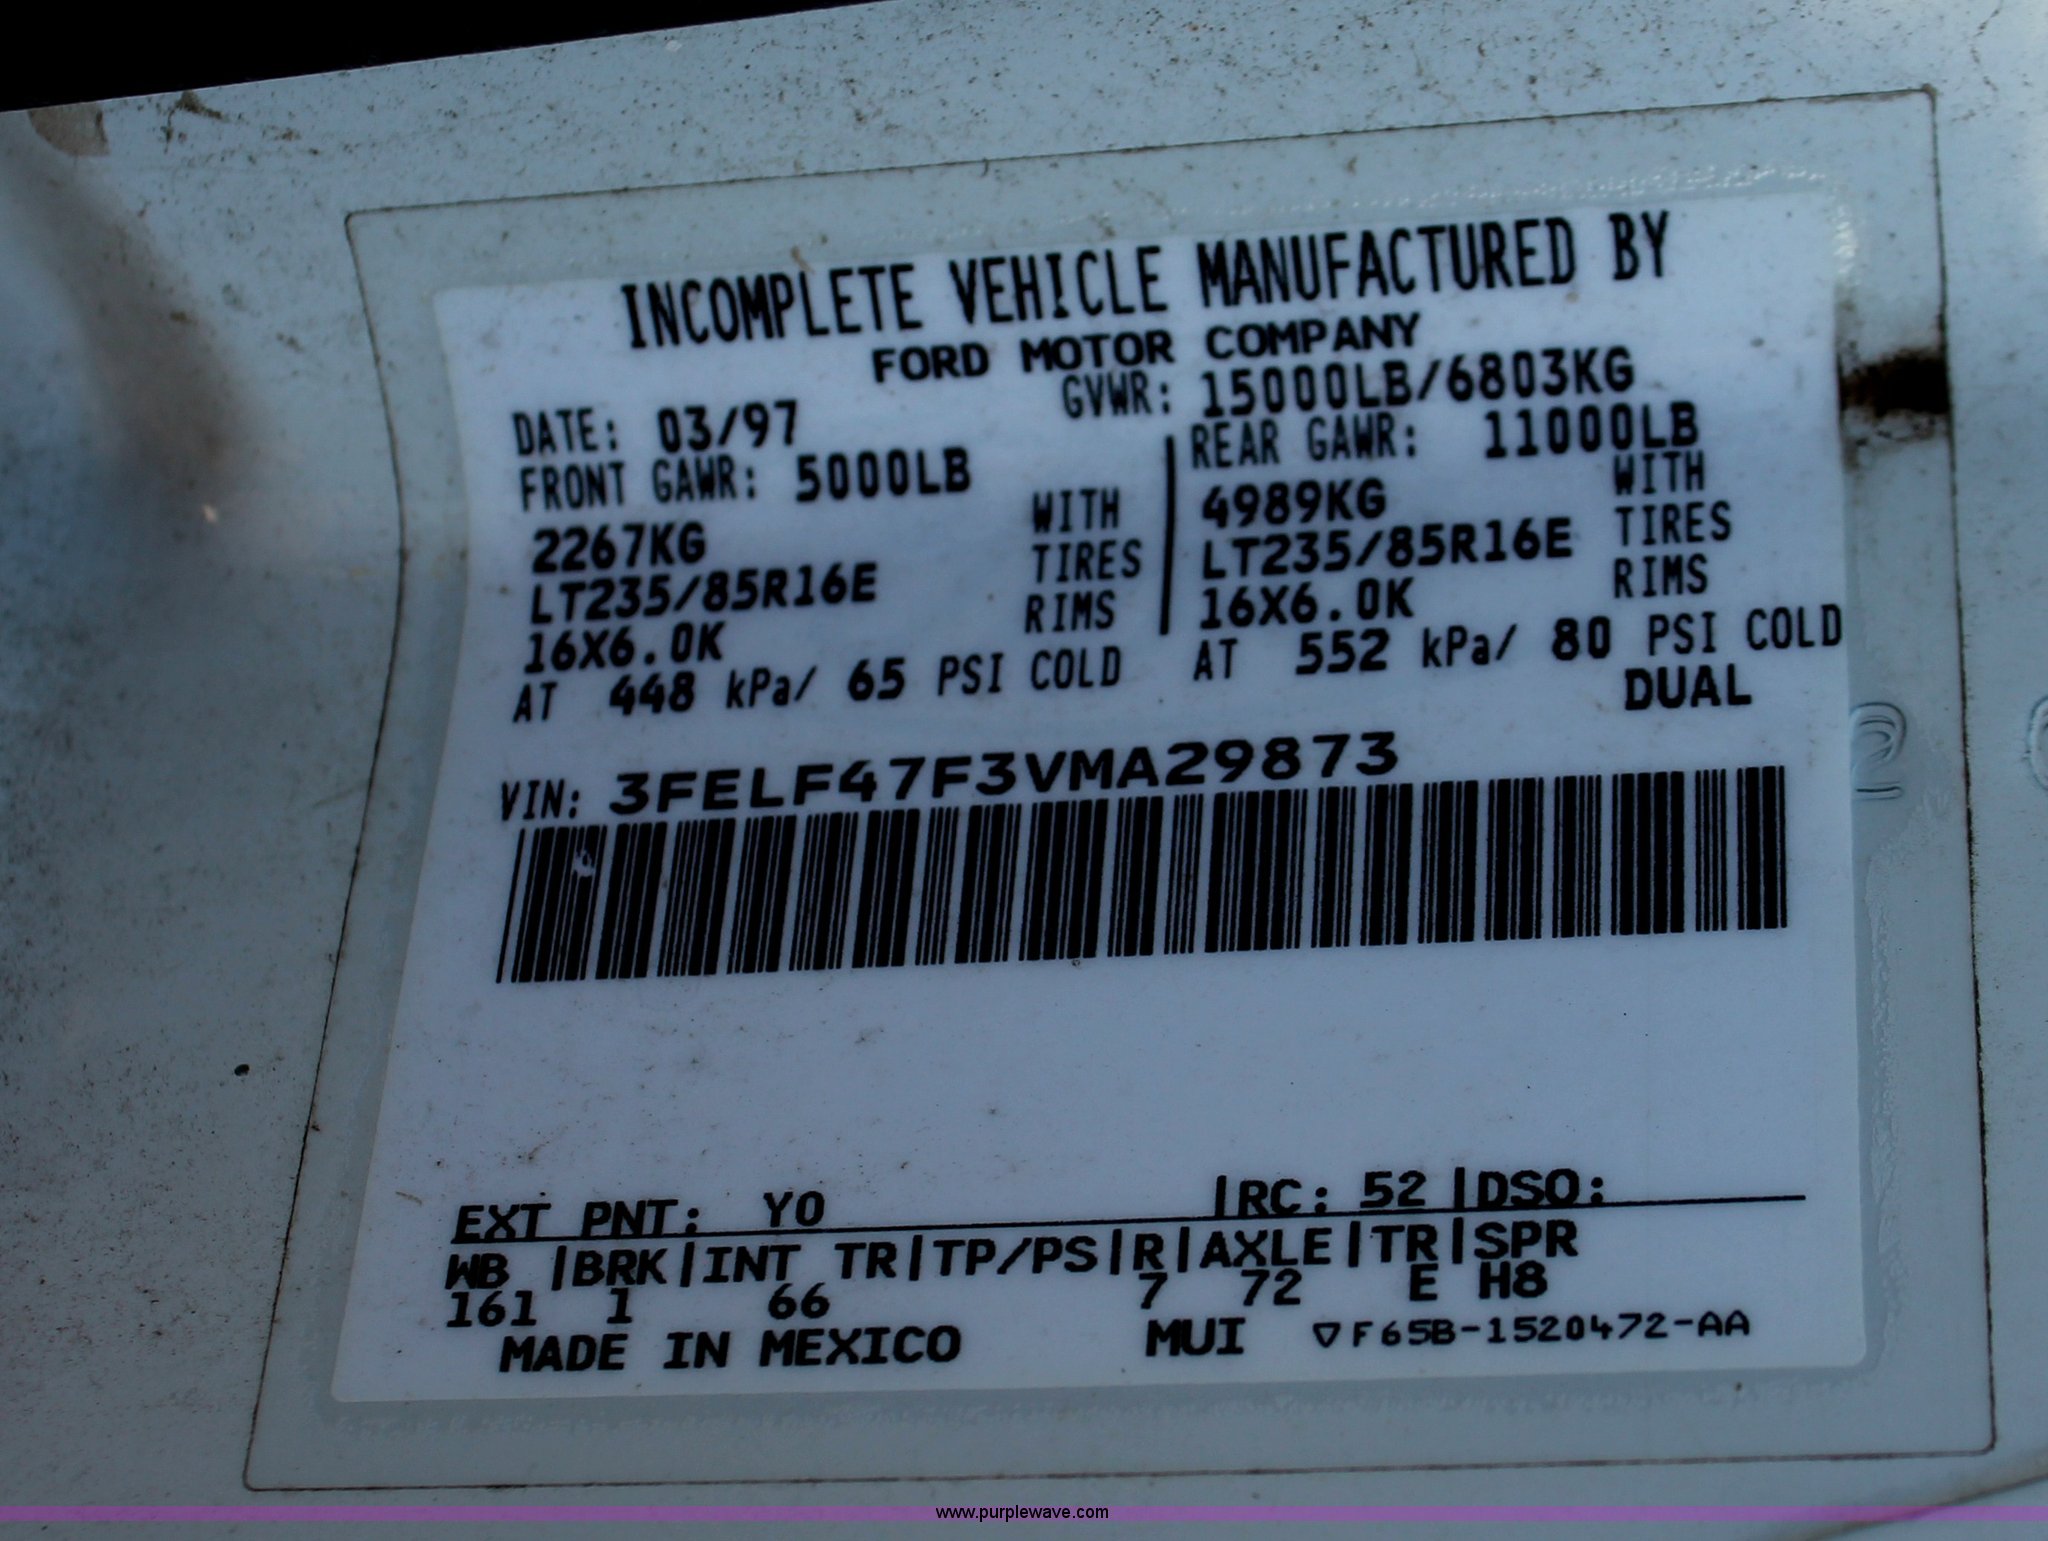 INCOMPLETE VEHICLE MANUFACTURED BY
FORD MOTOR COMPANY
DATE: 03/97 GVWR: 15000LB/6803KG
FRONT GAWR: 5000LB REAR GAWR: 11000LB
2267KG WITH 4989KG WITH
LT235/85R16E TIRES LT235/85R16E TIRES
16X6.0K RIMS 16X6.0K RIMS
AT 448 kPa/ 65 PSI COLD AT 552 kPa/ 80 PSI COLD
DUAL
VIN: 3FELF47F3VMA29873
EXT PNT: YO |RC: 52 |DSO:
WB |BRK|INT TR|TP/PS|R|AXLE|TR|SPR
161 1 66 7 72 E H8
MADE IN MEXICO MUI ▽F65B-1520472-AA
www.purplewave.com